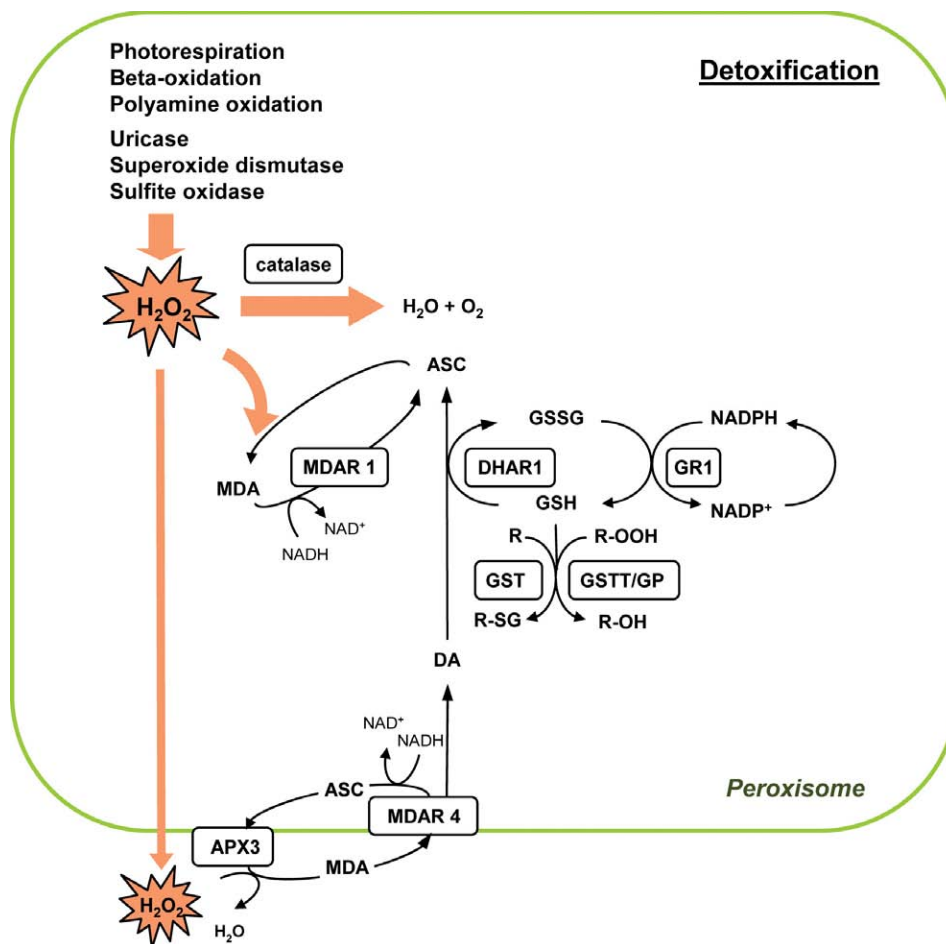 Photorespiration
Beta-oxidation
Polyamine oxidation
Uricase
Superoxide dismutase
Sulfite oxidase
Detoxification
catalase
H₂O₂
H₂O + O₂
ASC
GSSG
NADPH
MDAR 1
DHAR1
GR1
MDA
GSH
NADP⁺
NAD⁺
NADH
R
R-OOH
GST
GSTT/GP
R-SG
R-OH
DA
NAD⁺
NADH
ASC
Peroxisome
MDAR 4
APX3
MDA
H₂O₂
H₂O